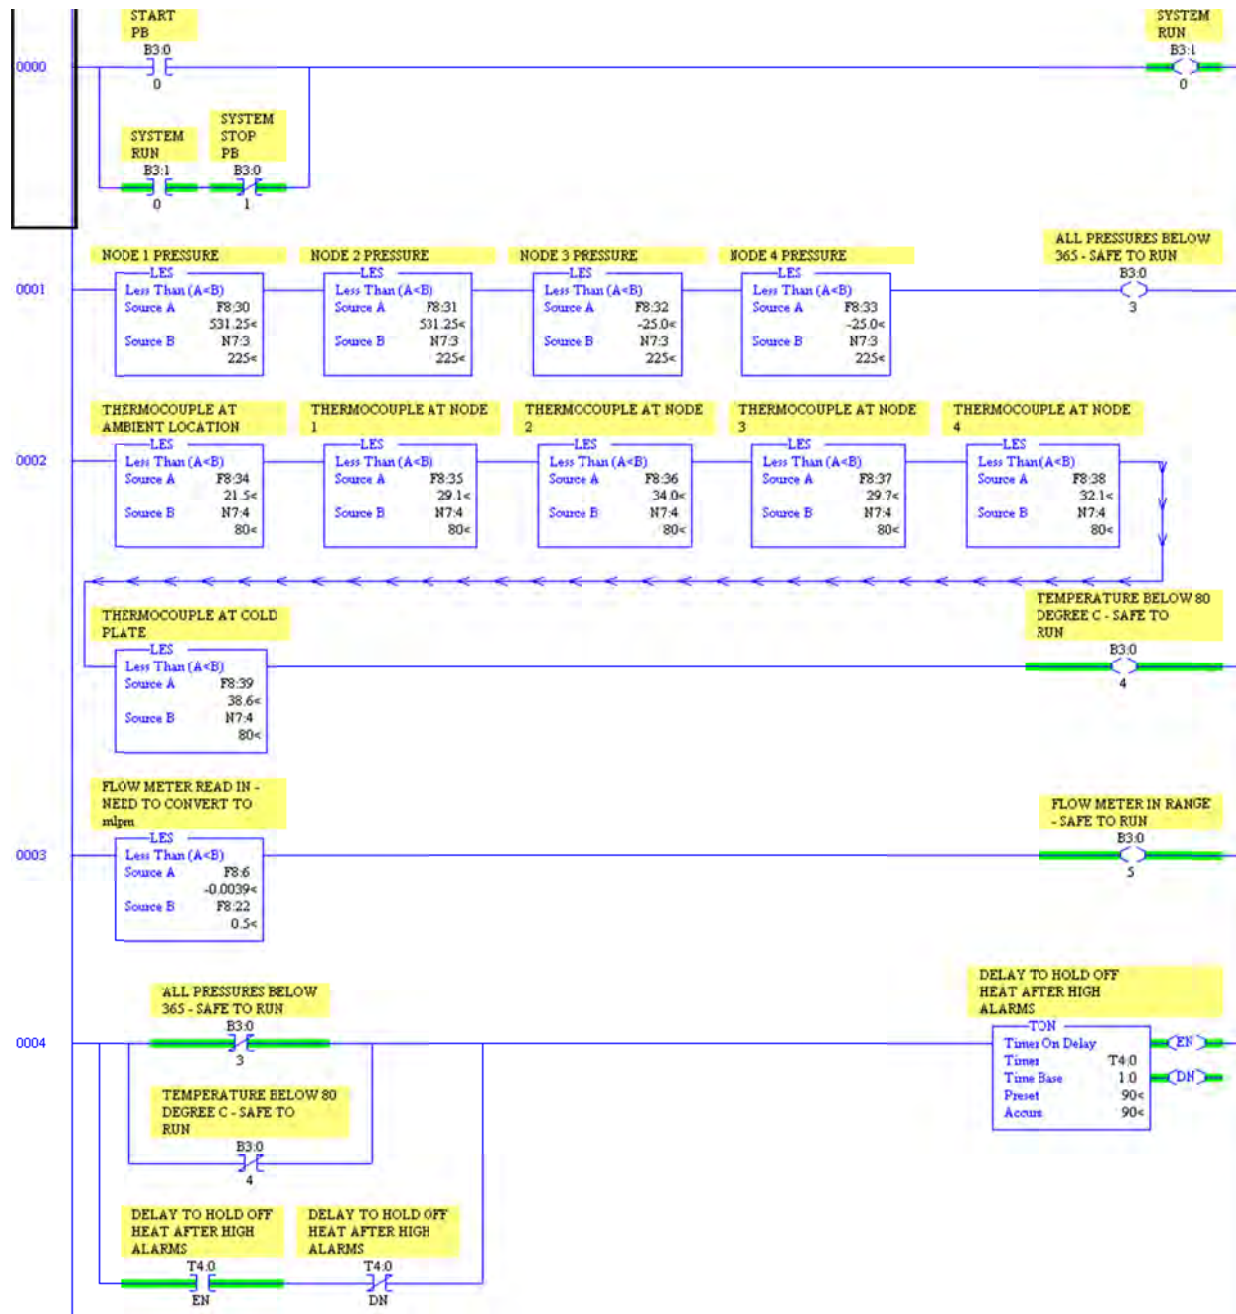 START
PB
B3:0
0
SYSTEM
RUN
B3:1
0
0000
SYSTEM
RUN
B3:1
0
SYSTEM
STOP
PB
B3:0
1
NODE 1 PRESSURE
LES
Less Than (A<B)
Source A F8:30
531.25<
Source B N7:3
225<
NODE 2 PRESSURE
LES
Less Than (A<B)
Source A F8:31
531.25<
Source B N7:3
225<
NODE 3 PRESSURE
LES
Less Than (A<B)
Source A F8:32
-25.0<
Source B N7:3
225<
NODE 4 PRESSURE
LES
Less Than (A<B)
Source A F8:33
-25.0<
Source B N7:3
225<
ALL PRESSURES BELOW
365 - SAFE TO RUN
B3:0
3
0001
THERMOCOUPLE AT
AMBIENT LOCATION
LES
Less Than (A<B)
Source A F8:34
21.5<
Source B N7:4
80<
THERMOCOUPLE AT NODE
1
LES
Less Than (A<B)
Source A F8:35
29.1<
Source B N7:4
80<
THERMOCOUPLE AT NODE
2
LES
Less Than (A<B)
Source A F8:36
34.0<
Source B N7:4
80<
THERMOCOUPLE AT NODE
3
LES
Less Than (A<B)
Source A F8:37
29.7<
Source B N7:4
80<
THERMOCOUPLE AT NODE
4
LES
Less Than(A<B)
Source A F8:38
32.1<
Source B N7:4
80<
0002
THERMOCOUPLE AT COLD
PLATE
LES
Less Than (A<B)
Source A F8:39
38.6<
Source B N7:4
80<
TEMPERATURE BELOW 80
DEGREE C - SAFE TO
RUN
B3:0
4
FLOW METER READ IN -
NEED TO CONVERT TO
mlpm
LES
Less Than (A<B)
Source A F8:6
-0.0039<
Source B F8:22
0.5<
FLOW METER IN RANGE
- SAFE TO RUN
B3:0
5
0003
ALL PRESSURES BELOW
365 - SAFE TO RUN
B3:0
3
DELAY TO HOLD OFF
HEAT AFTER HIGH
ALARMS
TON
Timer On Delay
Timer T4:0
Time Base 1.0
Preset 90<
Accum 90<
EN
DN
0004
TEMPERATURE BELOW 80
DEGREE C - SAFE TO
RUN
B3:0
4
DELAY TO HOLD OFF
HEAT AFTER HIGH
ALARMS
T4:0
EN
DELAY TO HOLD OFF
HEAT AFTER HIGH
ALARMS
T4:0
DN